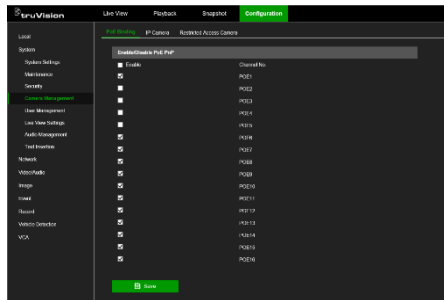 truVision Live View Playback Snapshot Configuration
PoE Binding IP Camera Restricted Access Camera
Local
System
Enable/Disable PoE PnP
System Settings
Enable Channel No.
Maintenance
POE1
Security
POE2
Camera Management
POE3
User Management
POE4
Live View Settings
POE5
Audio Management
POE6
Text Insertion
POE7
Network
POE8
Video/Audio
POE9
Image
POE10
Event
POE11
Record
POE12
Vehicle Detection
POE13
VCA
POE14
POE15
POE16
Save